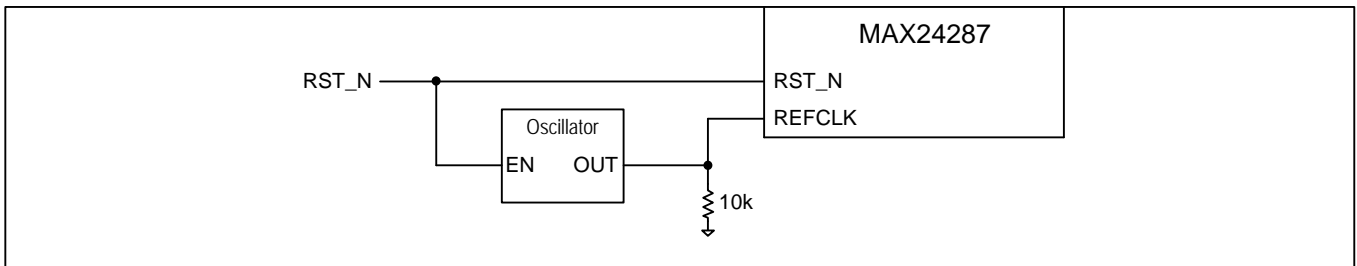 MAX24287
RST_N
RST_N
REFCLK
Oscillator
EN OUT
10k